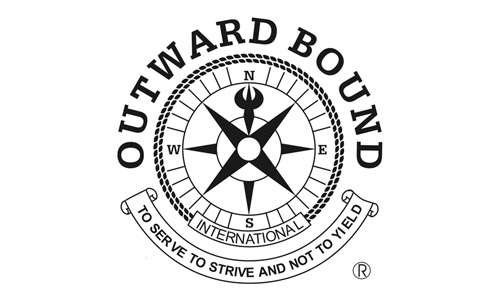 OUTWARD BOUND
N
W
E
S
INTERNATIONAL
TO SERVE TO STRIVE AND NOT TO YIELD
®